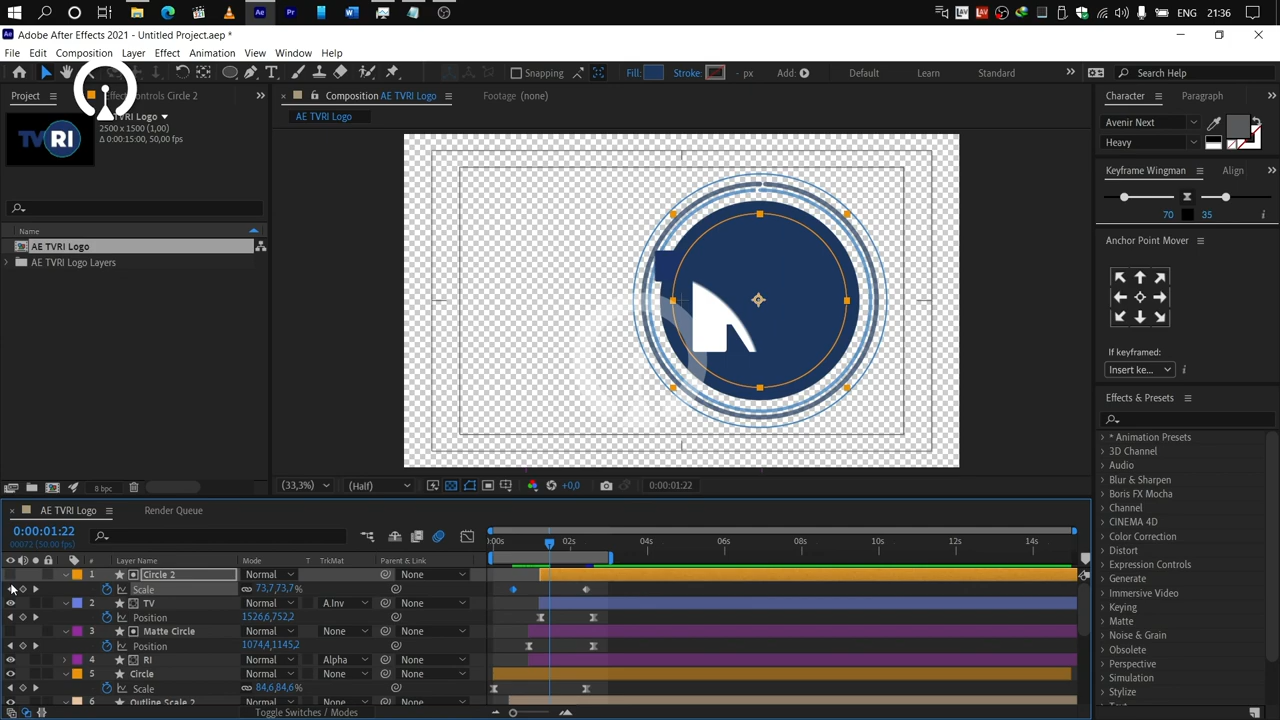 ENG 21:36
Adobe After Effects 2021 - Untitled Project.aep *
File Edit Composition Layer Effect Animation View Window Help
Snapping Fill: Stroke: - px Add: Default Learn Standard Search Help
Project Controls Circle 2 Composition AE TVRI Logo Footage (none) Character Paragraph
TVRI Logo
2500 x 1500 (1,00)
Δ 0:00:15:00, 50,00 fps
TVRI
AE TVRI Logo
Avenir Next
Heavy
Keyframe Wingman Align
70 35
Name
AE TVRI Logo
AE TVRI Logo Layers
Anchor Point Mover
If keyframed:
Insert ke... i
Effects & Presets
* Animation Presets
3D Channel
Audio
Blur & Sharpen
Boris FX Mocha
Channel
CINEMA 4D
Color Correction
Distort
Expression Controls
Generate
Immersive Video
Keying
Matte
Noise & Grain
Obsolete
Perspective
Simulation
Stylize
8 bpc (33,3%) (Half) +0,0 0:00:01:22
AE TVRI Logo Render Queue
0:00:01:22
00072 (50.00 fps)
# Layer Name Mode T TrkMat Parent & Link
:00s 02s 04s 06s 08s 10s 12s 14s
1 Circle 2 Normal None
Scale 73,7,73,7%
2 TV Normal A.Inv None
Position 1526,6,752,2
3 Matte Circle Normal None None
Position 1074,4,1145,2
4 RI Normal Alpha None
5 Circle Normal None None
Scale 84,6,84,6%
6 Outline Scale 2 Normal None None
Toggle Switches / Modes